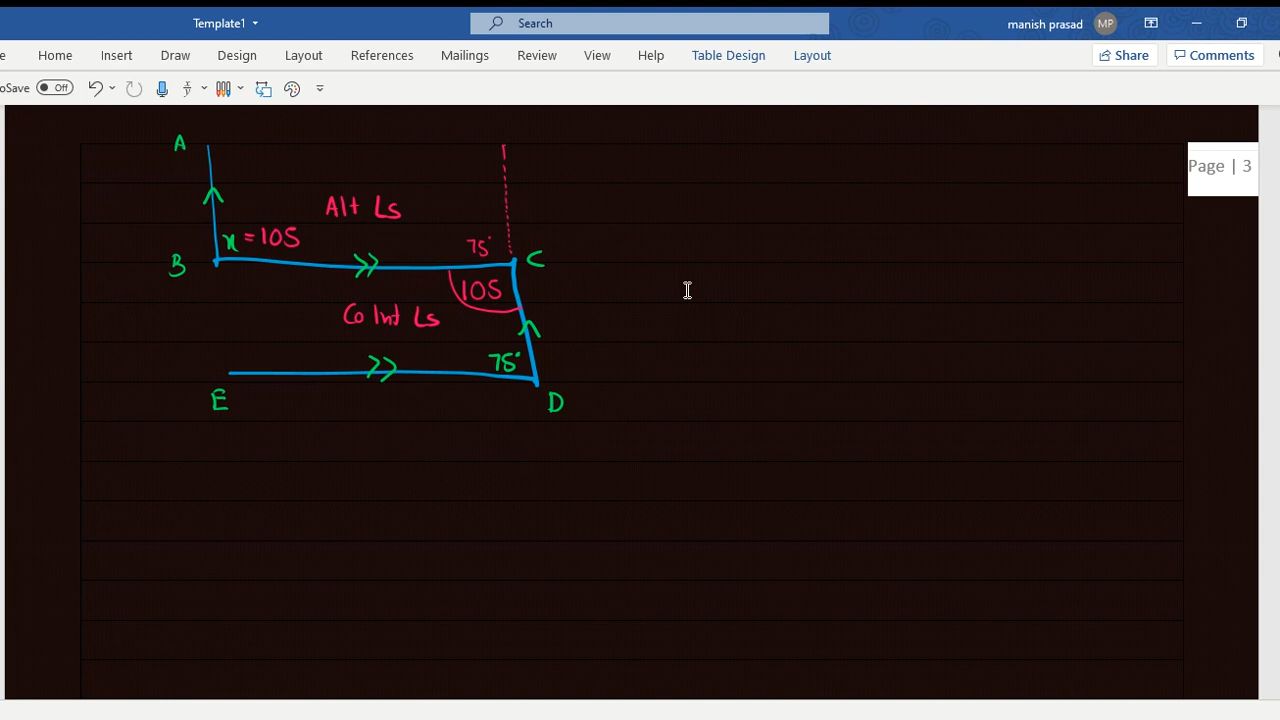 Template1
Search
manish prasad
MP
Home Insert Draw Design Layout References Mailings Review View Help Table Design Layout
Share
Comments
oSave Off
Page | 3
A
Alt Ls
x = 105
75°
B
C
105
Co Int Ls
75°
E
D